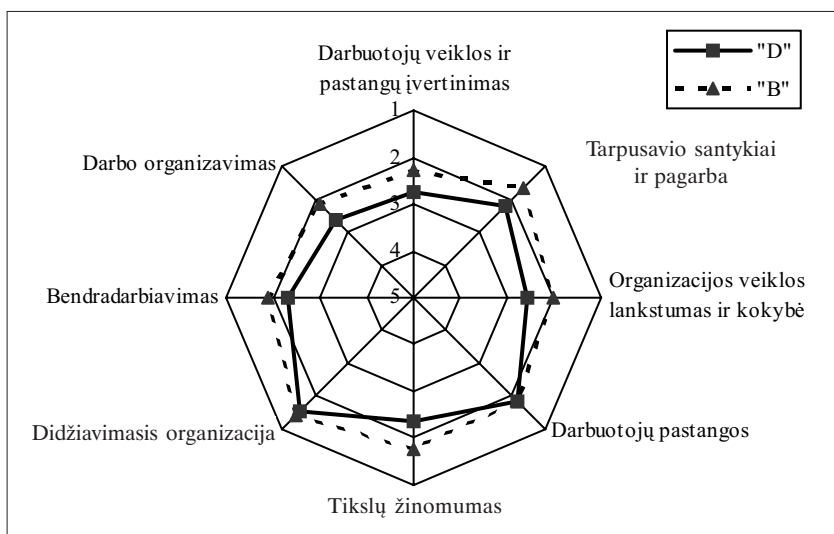 Darbuotojų veiklos ir
pastangų įvertinimas
"D"
"B"
1
2
3
4
5
Tarpusavio santykiai
ir pagarba
Darbo organizavimas
Organizacijos veiklos
lankstumas ir kokybė
Bendradarbiavimas
Darbuotojų pastangos
Didžiavimasis organizacija
Tikslų žinomumas